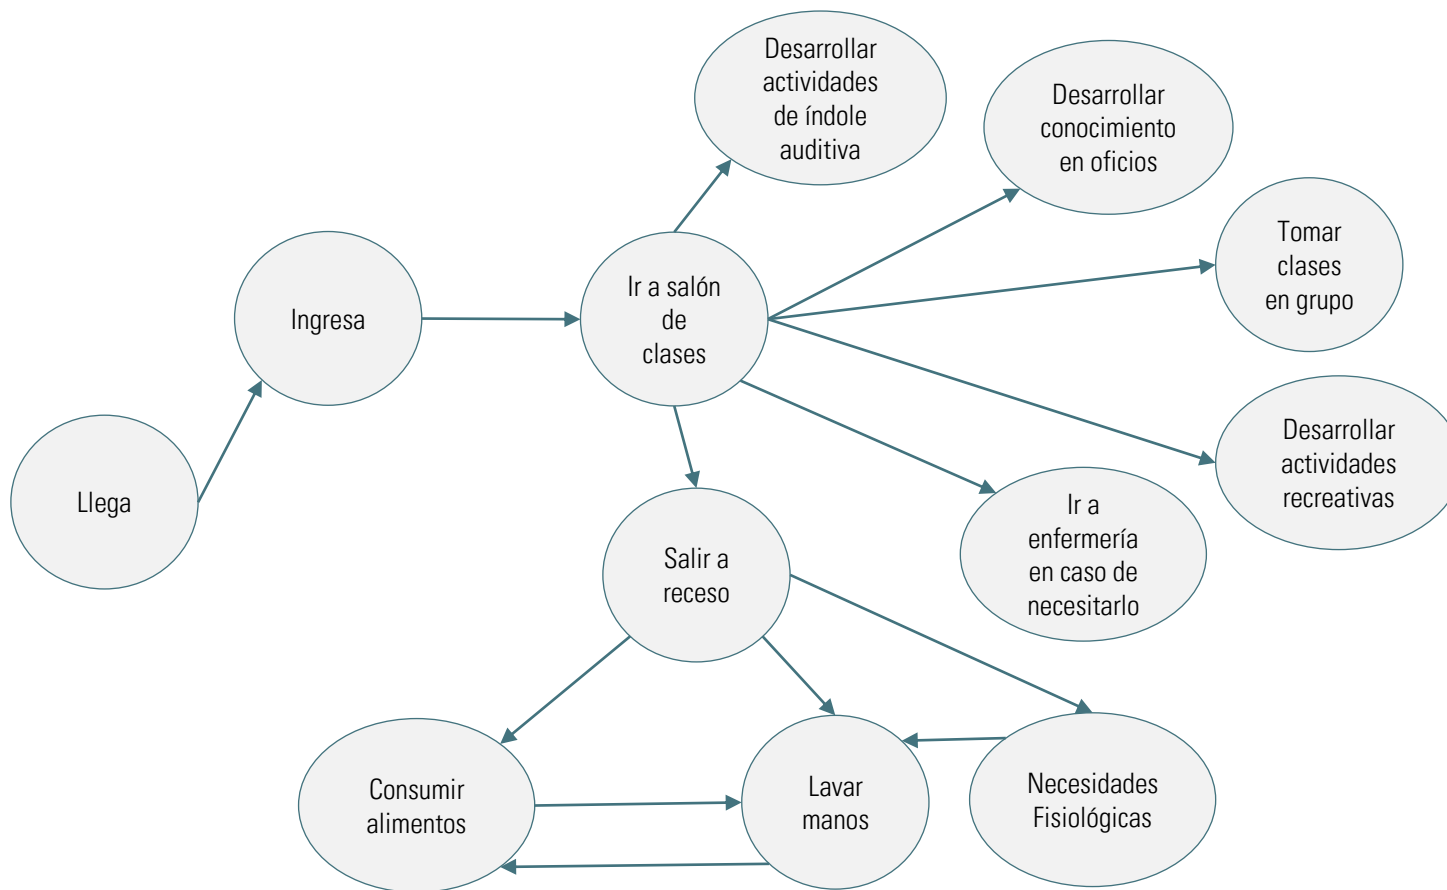 Desarrollar
actividades
de índole
auditiva
Desarrollar
conocimiento
en oficios
Tomar
clases
en grupo
Ir a salón
de
clases
Ingresa
Desarrollar
actividades
recreativas
Llega
Ir a
enfermería
en caso de
necesitarlo
Salir a
receso
Consumir
alimentos
Lavar
manos
Necesidades
Fisiológicas